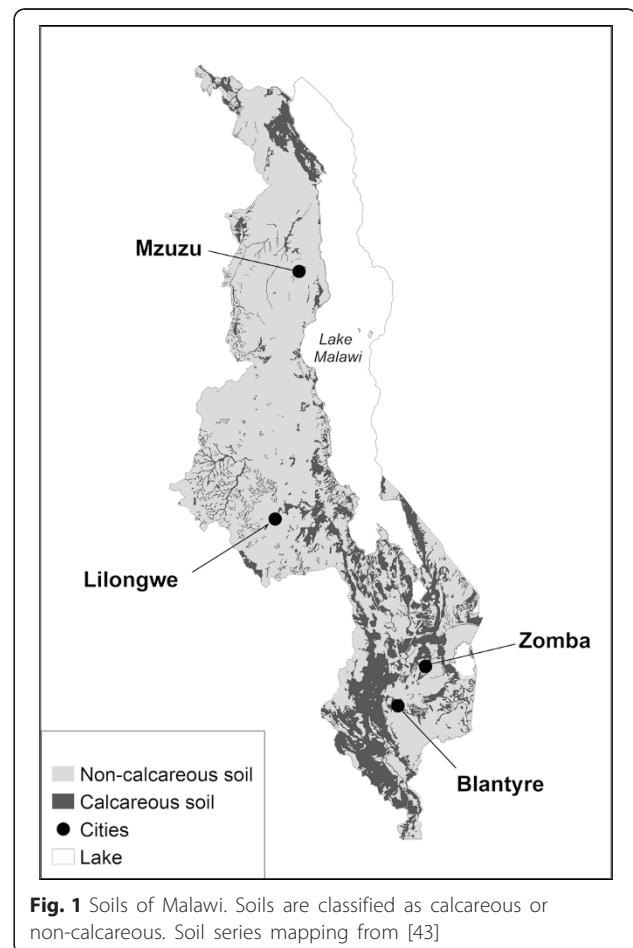 Mzuzu
Lake
Malawi
Lilongwe
Zomba
Blantyre
Non-calcareous soil
Calcareous soil
Cities
Lake
Fig. 1 Soils of Malawi. Soils are classified as calcareous or
non-calcareous. Soil series mapping from [43]